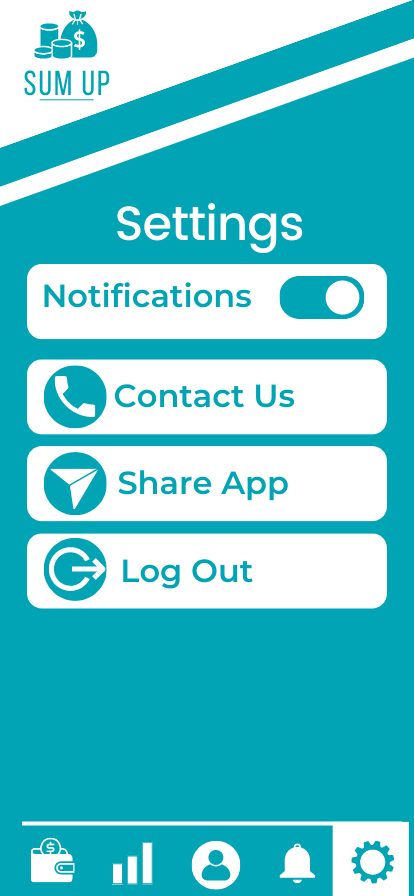 SUM UP
Settings
Notifications
Contact Us
Share App
Log Out